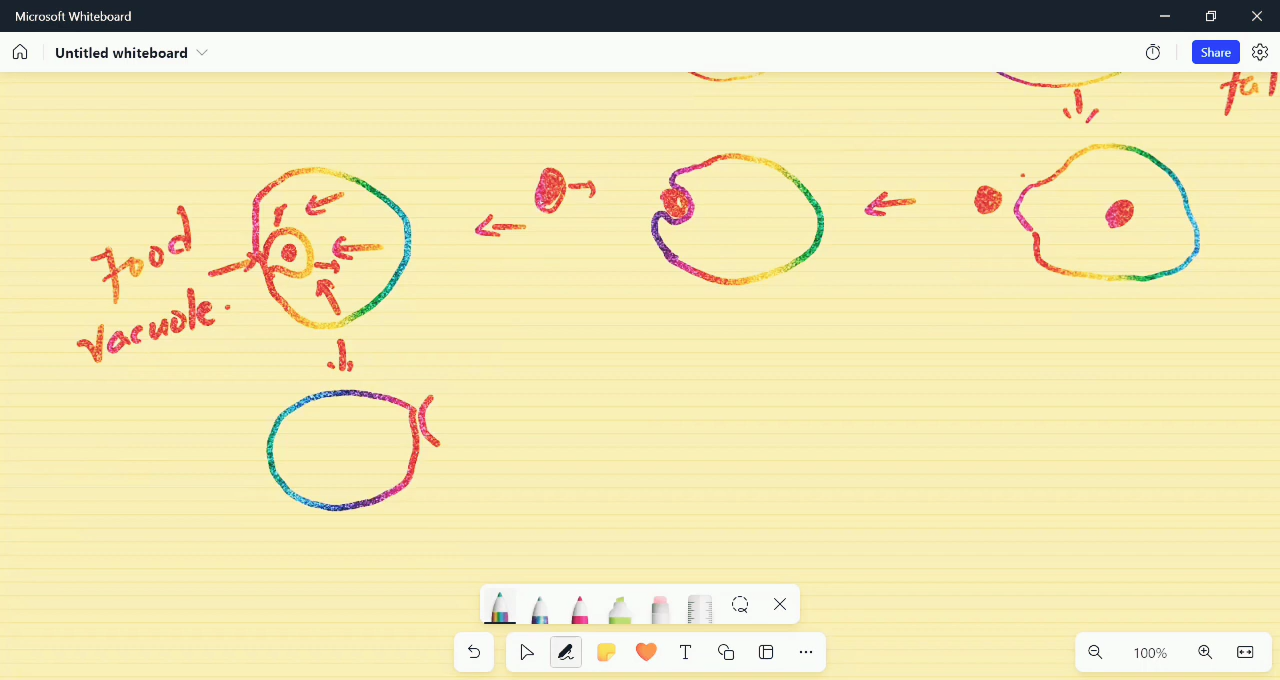 Microsoft Whiteboard
Untitled whiteboard
Share
food
vacuole.
100%